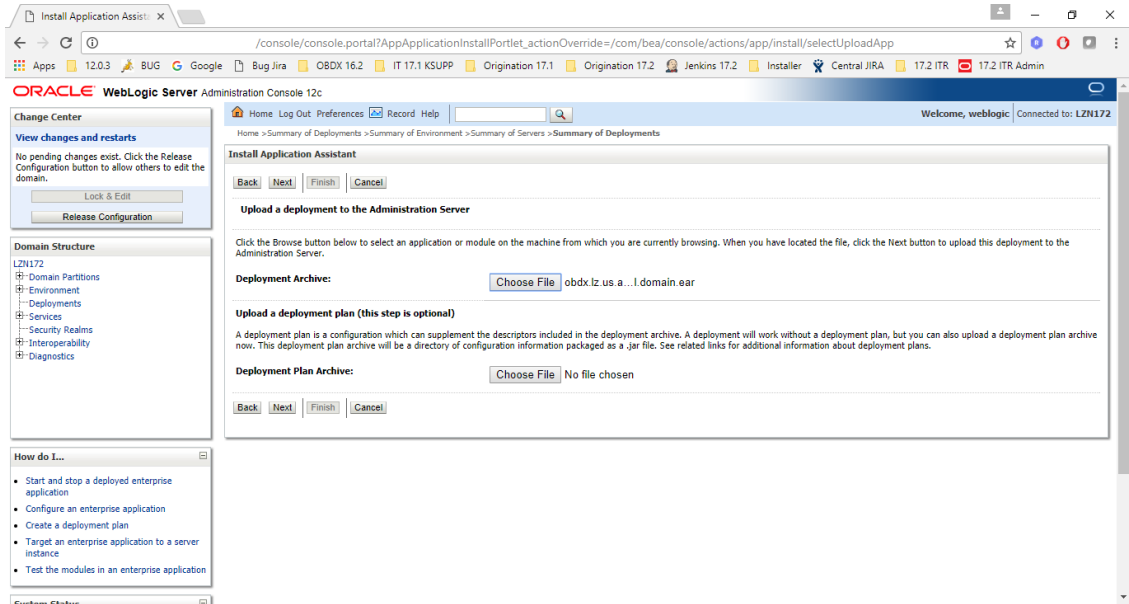 Install Application Assista
/console/console.portal?AppApplicationInstallPortlet_actionOverride=/com/bea/console/actions/app/install/selectUploadApp
Apps 12.0.3 BUG Google Bug Jira OBDX 16.2 IT 17.1 KSUPP Origination 17.1 Origination 17.2 Jenkins 17.2 Installer Central JIRA 17.2 ITR 17.2 ITR Admin
ORACLE WebLogic Server Administration Console 12c
Change Center
View changes and restarts
No pending changes exist. Click the Release
Configuration button to allow others to edit the
domain.
Lock & Edit
Release Configuration
Domain Structure
LZN172
Domain Partitions
Environment
Deployments
Services
Security Realms
Interoperability
Diagnostics
How do I...
Start and stop a deployed enterprise
application
Configure an enterprise application
Create a deployment plan
Target an enterprise application to a server
instance
Test the modules in an enterprise application
System Status
Home Log Out Preferences Record Help
Welcome, weblogic Connected to: LZN172
Home >Summary of Deployments >Summary of Environment >Summary of Servers >Summary of Deployments
Install Application Assistant
Back Next Finish Cancel
Upload a deployment to the Administration Server
Click the Browse button below to select an application or module on the machine from which you are currently browsing. When you have located the file, click the Next button to upload this deployment to the
Administration Server.
Deployment Archive: Choose File obdx.lz.us.a...l.domain.ear
Upload a deployment plan (this step is optional)
A deployment plan is a configuration which can supplement the descriptors included in the deployment archive. A deployment will work without a deployment plan, but you can also upload a deployment plan archive
now. This deployment plan archive will be a directory of configuration information packaged as a .jar file. See related links for additional information about deployment plans.
Deployment Plan Archive: Choose File No file chosen
Back Next Finish Cancel